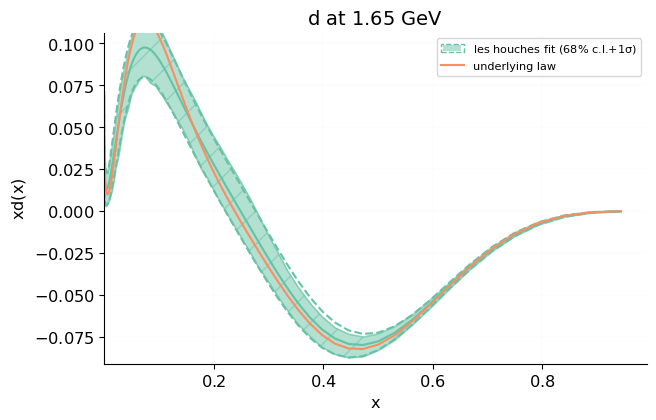 d at 1.65 GeV
les houches fit (68% c.l.+1σ)
underlying law
0.100
0.075
0.050
0.025
0.000
−0.025
−0.050
−0.075
xd(x)
0.2 0.4 0.6 0.8
x